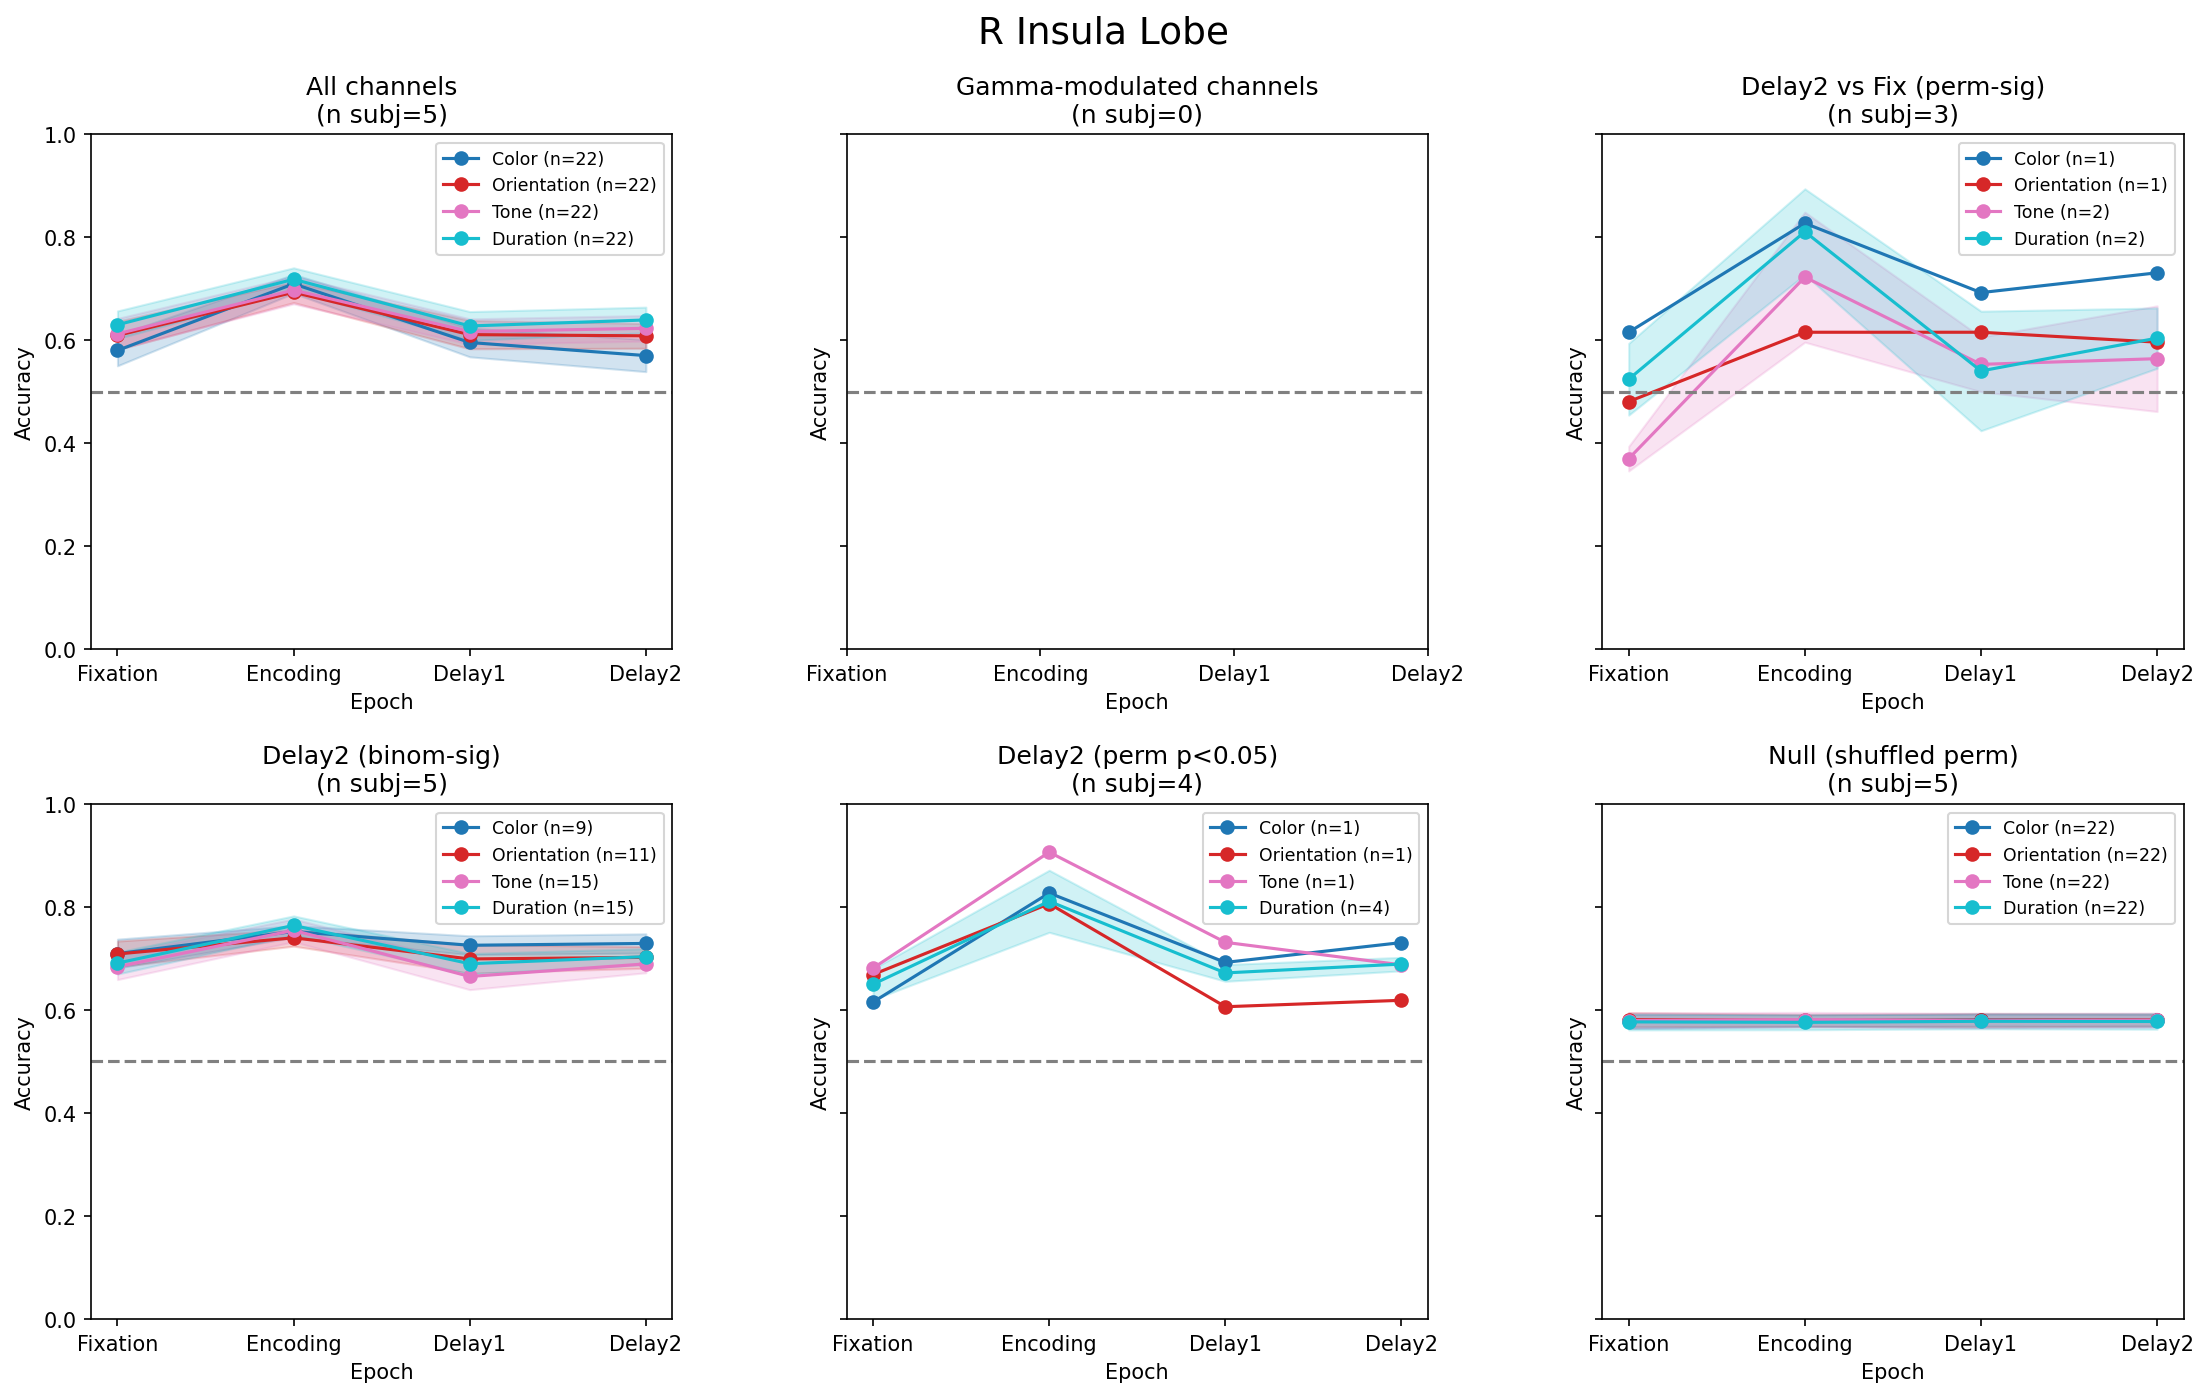 R Insula Lobe
All channels
(n subj=5)
1.0
0.8
0.6
0.4
0.2
0.0
Accuracy
Color (n=22)
Orientation (n=22)
Tone (n=22)
Duration (n=22)
Fixation Encoding Delay1 Delay2
Epoch
Gamma-modulated channels
(n subj=0)
Accuracy
Fixation Encoding Delay1 Delay2
Epoch
Delay2 vs Fix (perm-sig)
(n subj=3)
Accuracy
Color (n=1)
Orientation (n=1)
Tone (n=2)
Duration (n=2)
Fixation Encoding Delay1 Delay2
Epoch
Delay2 (binom-sig)
(n subj=5)
1.0
0.8
0.6
0.4
0.2
0.0
Accuracy
Color (n=9)
Orientation (n=11)
Tone (n=15)
Duration (n=15)
Fixation Encoding Delay1 Delay2
Epoch
Delay2 (perm p<0.05)
(n subj=4)
Accuracy
Color (n=1)
Orientation (n=1)
Tone (n=1)
Duration (n=4)
Fixation Encoding Delay1 Delay2
Epoch
Null (shuffled perm)
(n subj=5)
Accuracy
Color (n=22)
Orientation (n=22)
Tone (n=22)
Duration (n=22)
Fixation Encoding Delay1 Delay2
Epoch